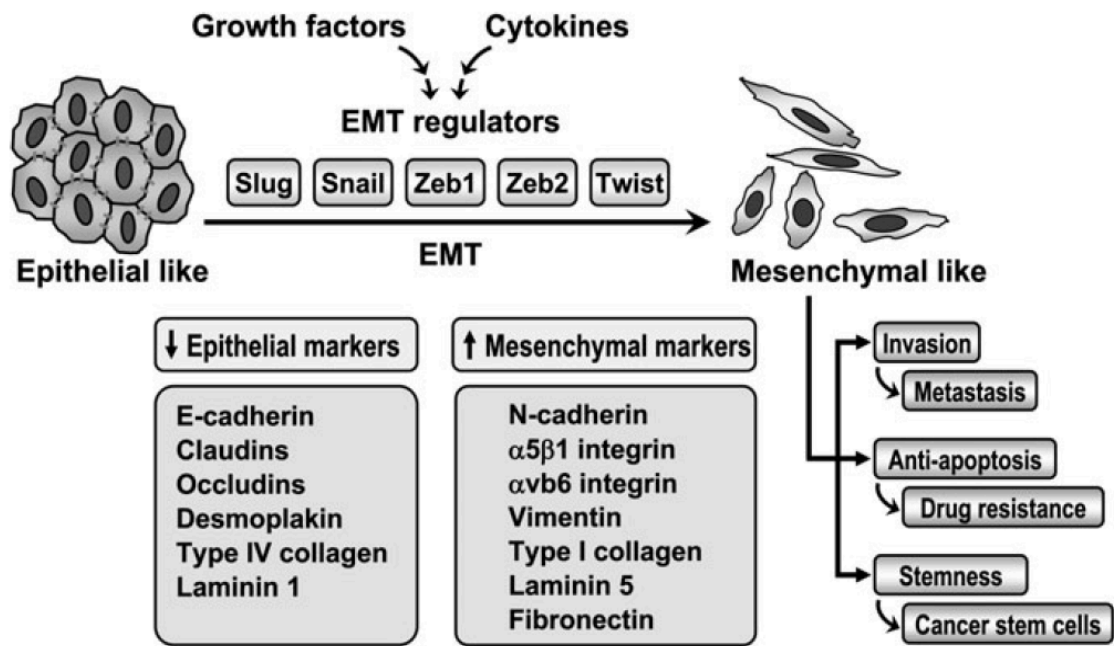 Growth factors Cytokines
EMT regulators
Slug Snail Zeb1 Zeb2 Twist
EMT
Epithelial like
Mesenchymal like
↓ Epithelial markers
E-cadherin
Claudins
Occludins
Desmoplakin
Type IV collagen
Laminin 1
↑ Mesenchymal markers
N-cadherin
α5β1 integrin
αvb6 integrin
Vimentin
Type I collagen
Laminin 5
Fibronectin
Invasion
Metastasis
Anti-apoptosis
Drug resistance
Stemness
Cancer stem cells